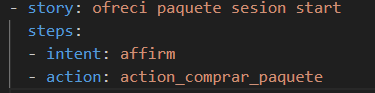 - story: ofreci paquete sesion start
  steps:
  - intent: affirm
  - action: action_comprar_paquete